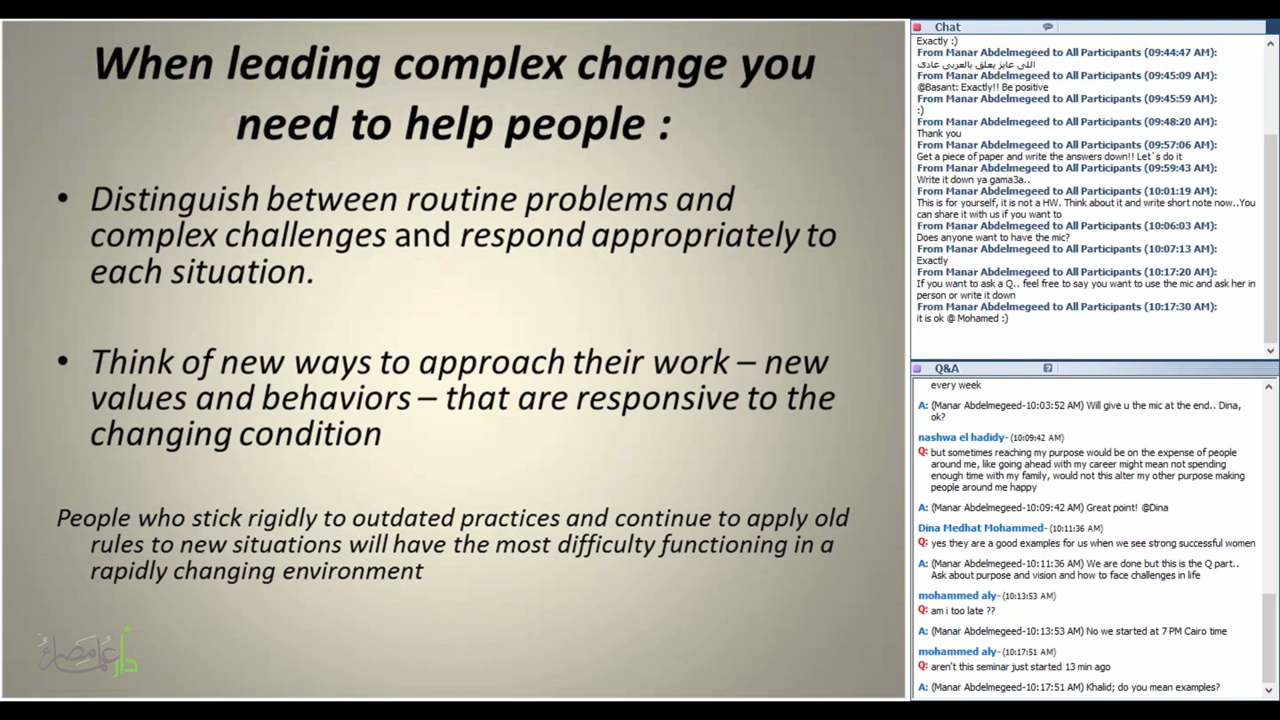 When leading complex change you
need to help people :
• Distinguish between routine problems and
complex challenges and respond appropriately to
each situation.
• Think of new ways to approach their work – new
values and behaviors – that are responsive to the
changing condition
People who stick rigidly to outdated practices and continue to apply old
rules to new situations will have the most difficulty functioning in a
rapidly changing environment
Chat
Exactly :)
From Manar Abdelmegeed to All Participants (09:44:47 AM):
اللى عايز يعلق بالعربى عادى
From Manar Abdelmegeed to All Participants (09:45:09 AM):
@Basant: Exactly!! Be positive
From Manar Abdelmegeed to All Participants (09:45:59 AM):
:)
From Manar Abdelmegeed to All Participants (09:48:20 AM):
Thank you
From Manar Abdelmegeed to All Participants (09:57:06 AM):
Get a piece of paper and write the answers down!! Let`s do it
From Manar Abdelmegeed to All Participants (09:59:43 AM):
Write it down ya gama3a..
From Manar Abdelmegeed to All Participants (10:01:19 AM):
This is for yourself, it is not a HW. Think about it and write short note now..You
can share it with us if you want to
From Manar Abdelmegeed to All Participants (10:06:03 AM):
Does anyone want to have the mic?
From Manar Abdelmegeed to All Participants (10:07:13 AM):
Exactly
From Manar Abdelmegeed to All Participants (10:17:20 AM):
If you want to ask a Q.. feel free to say you want to use the mic and ask her in
person or write it down
From Manar Abdelmegeed to All Participants (10:17:30 AM):
it is ok @ Mohamed :)
Q&A
every week
A: (Manar Abdelmegeed-10:03:52 AM) Will give u the mic at the end.. Dina,
ok?
nashwa el hadidy- (10:09:42 AM)
Q: but sometimes reaching my purpose would be on the expense of people
around me, like going ahead with my career might mean not spending
enough time with my family, would not this alter my other purpose making
people around me happy
A: (Manar Abdelmegeed-10:09:42 AM) Great point! @Dina
Dina Medhat Mohammed- (10:11:36 AM)
Q: yes they are a good examples for us when we see strong successful women
A: (Manar Abdelmegeed-10:11:36 AM) We are done but this is the Q part..
Ask about purpose and vision and how to face challenges in life
mohammed aly- (10:13:53 AM)
Q: am i too late ??
A: (Manar Abdelmegeed-10:13:53 AM) No we started at 7 PM Cairo time
mohammed aly- (10:17:51 AM)
Q: aren't this seminar just started 13 min ago
A: (Manar Abdelmegeed-10:17:51 AM) Khalid; do you mean examples?